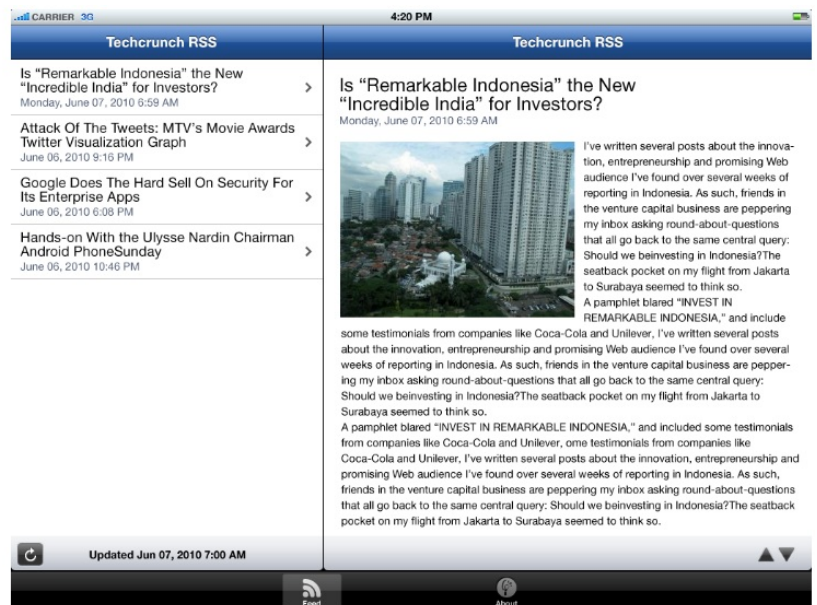 CARRIER 3G
4:20 PM
Techcrunch RSS
Is “Remarkable Indonesia” the New
“Incredible India” for Investors?
Monday, June 07, 2010 6:59 AM
Attack Of The Tweets: MTV’s Movie Awards
Twitter Visualization Graph
June 06, 2010 9:16 PM
Google Does The Hard Sell On Security For
Its Enterprise Apps
June 06, 2010 6:08 PM
Hands-on With the Ulysse Nardin Chairman
Android PhoneSunday
June 06, 2010 10:46 PM
Updated Jun 07, 2010 7:00 AM
Techcrunch RSS
Is “Remarkable Indonesia” the New
“Incredible India” for Investors?
Monday, June 07, 2010 6:59 AM
I’ve written several posts about the innova-
tion, entrepreneurship and promising Web
audience I’ve found over several weeks of
reporting in Indonesia. As such, friends in
the venture capital business are peppering
my inbox asking round-about-questions
that all go back to the same central query:
Should we beinvesting in Indonesia?The
seatback pocket on my flight from Jakarta
to Surabaya seemed to think so.
A pamphlet blared “INVEST IN
REMARKABLE INDONESIA,” and include
some testimonials from companies like Coca-Cola and Unilever, I’ve written several posts
about the innovation, entrepreneurship and promising Web audience I’ve found over several
weeks of reporting in Indonesia. As such, friends in the venture capital business are pepper-
ing my inbox asking round-about-questions that all go back to the same central query:
Should we beinvesting in Indonesia?The seatback pocket on my flight from Jakarta to
Surabaya seemed to think so.
A pamphlet blared “INVEST IN REMARKABLE INDONESIA,” and included some testimonials
from companies like Coca-Cola and Unilever, ome testimonials from companies like
Coca-Cola and Unilever, I’ve written several posts about the innovation, entrepreneurship and
promising Web audience I’ve found over several weeks of reporting in Indonesia. As such,
friends in the venture capital business are peppering my inbox asking round-about-questions
that all go back to the same central query: Should we beinvesting in Indonesia?The seatback
pocket on my flight from Jakarta to Surabaya seemed to think so.
Feed
About